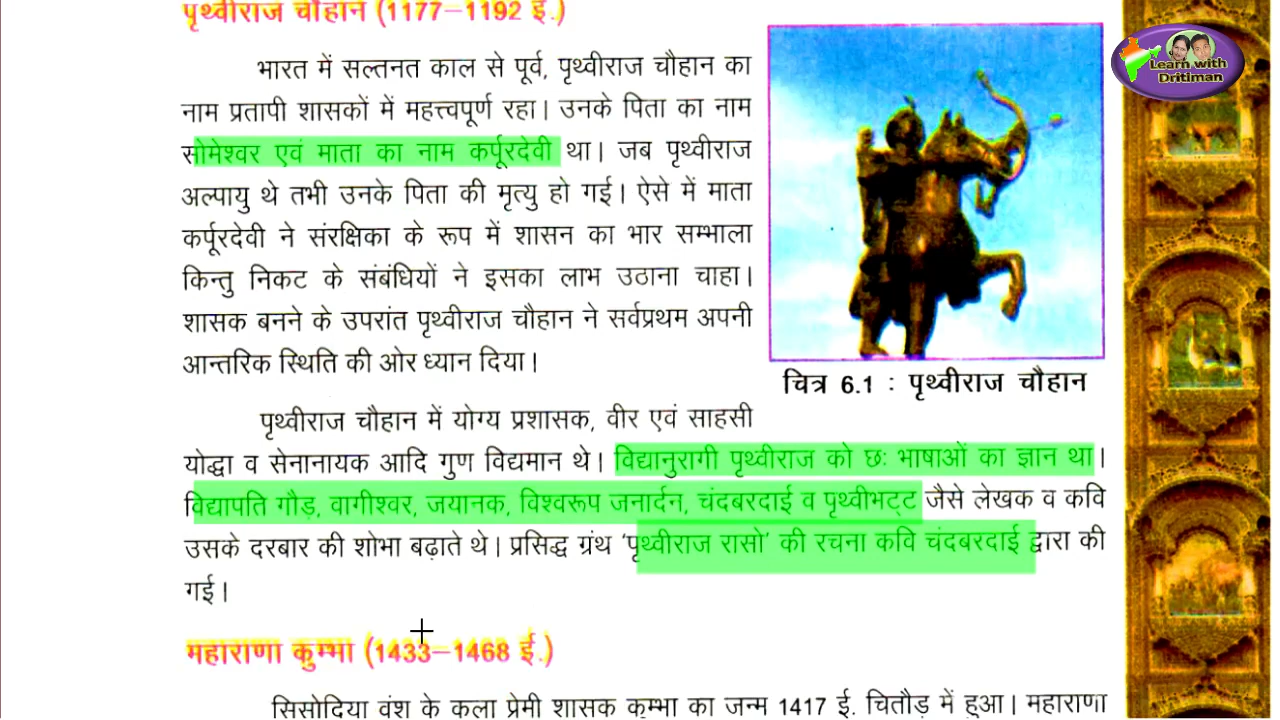 पृथ्वीराज चौहान (1177–1192 ई.)
भारत में सल्तनत काल से पूर्व, पृथ्वीराज चौहान का
नाम प्रतापी शासकों में महत्त्वपूर्ण रहा। उनके पिता का नाम
सोमेश्वर एवं माता का नाम कर्पूरदेवी था। जब पृथ्वीराज
अल्पायु थे तभी उनके पिता की मृत्यु हो गई। ऐसे में माता
कर्पूरदेवी ने संरक्षिका के रूप में शासन का भार सम्भाला
किन्तु निकट के संबंधियों ने इसका लाभ उठाना चाहा।
शासक बनने के उपरांत पृथ्वीराज चौहान ने सर्वप्रथम अपनी
आन्तरिक स्थिति की ओर ध्यान दिया।
चित्र 6.1 : पृथ्वीराज चौहान
पृथ्वीराज चौहान में योग्य प्रशासक, वीर एवं साहसी
योद्धा व सेनानायक आदि गुण विद्यमान थे। विद्यानुरागी पृथ्वीराज को छः भाषाओं का ज्ञान था।
विद्यापति गौड़, वागीश्वर, जयानक, विश्वरूप जनार्दन, चंदबरदाई व पृथ्वीभट्ट जैसे लेखक व कवि
उसके दरबार की शोभा बढ़ाते थे। प्रसिद्ध ग्रंथ 'पृथ्वीराज रासो' की रचना कवि चंदबरदाई द्वारा की
गई।
महाराणा कुम्भा (1433–1468 ई.)
सिसोदिया वंश के कला प्रेमी शासक कुम्भा का जन्म 1417 ई. चितौड़ में हुआ। महाराणा
Learn with
Dritiman